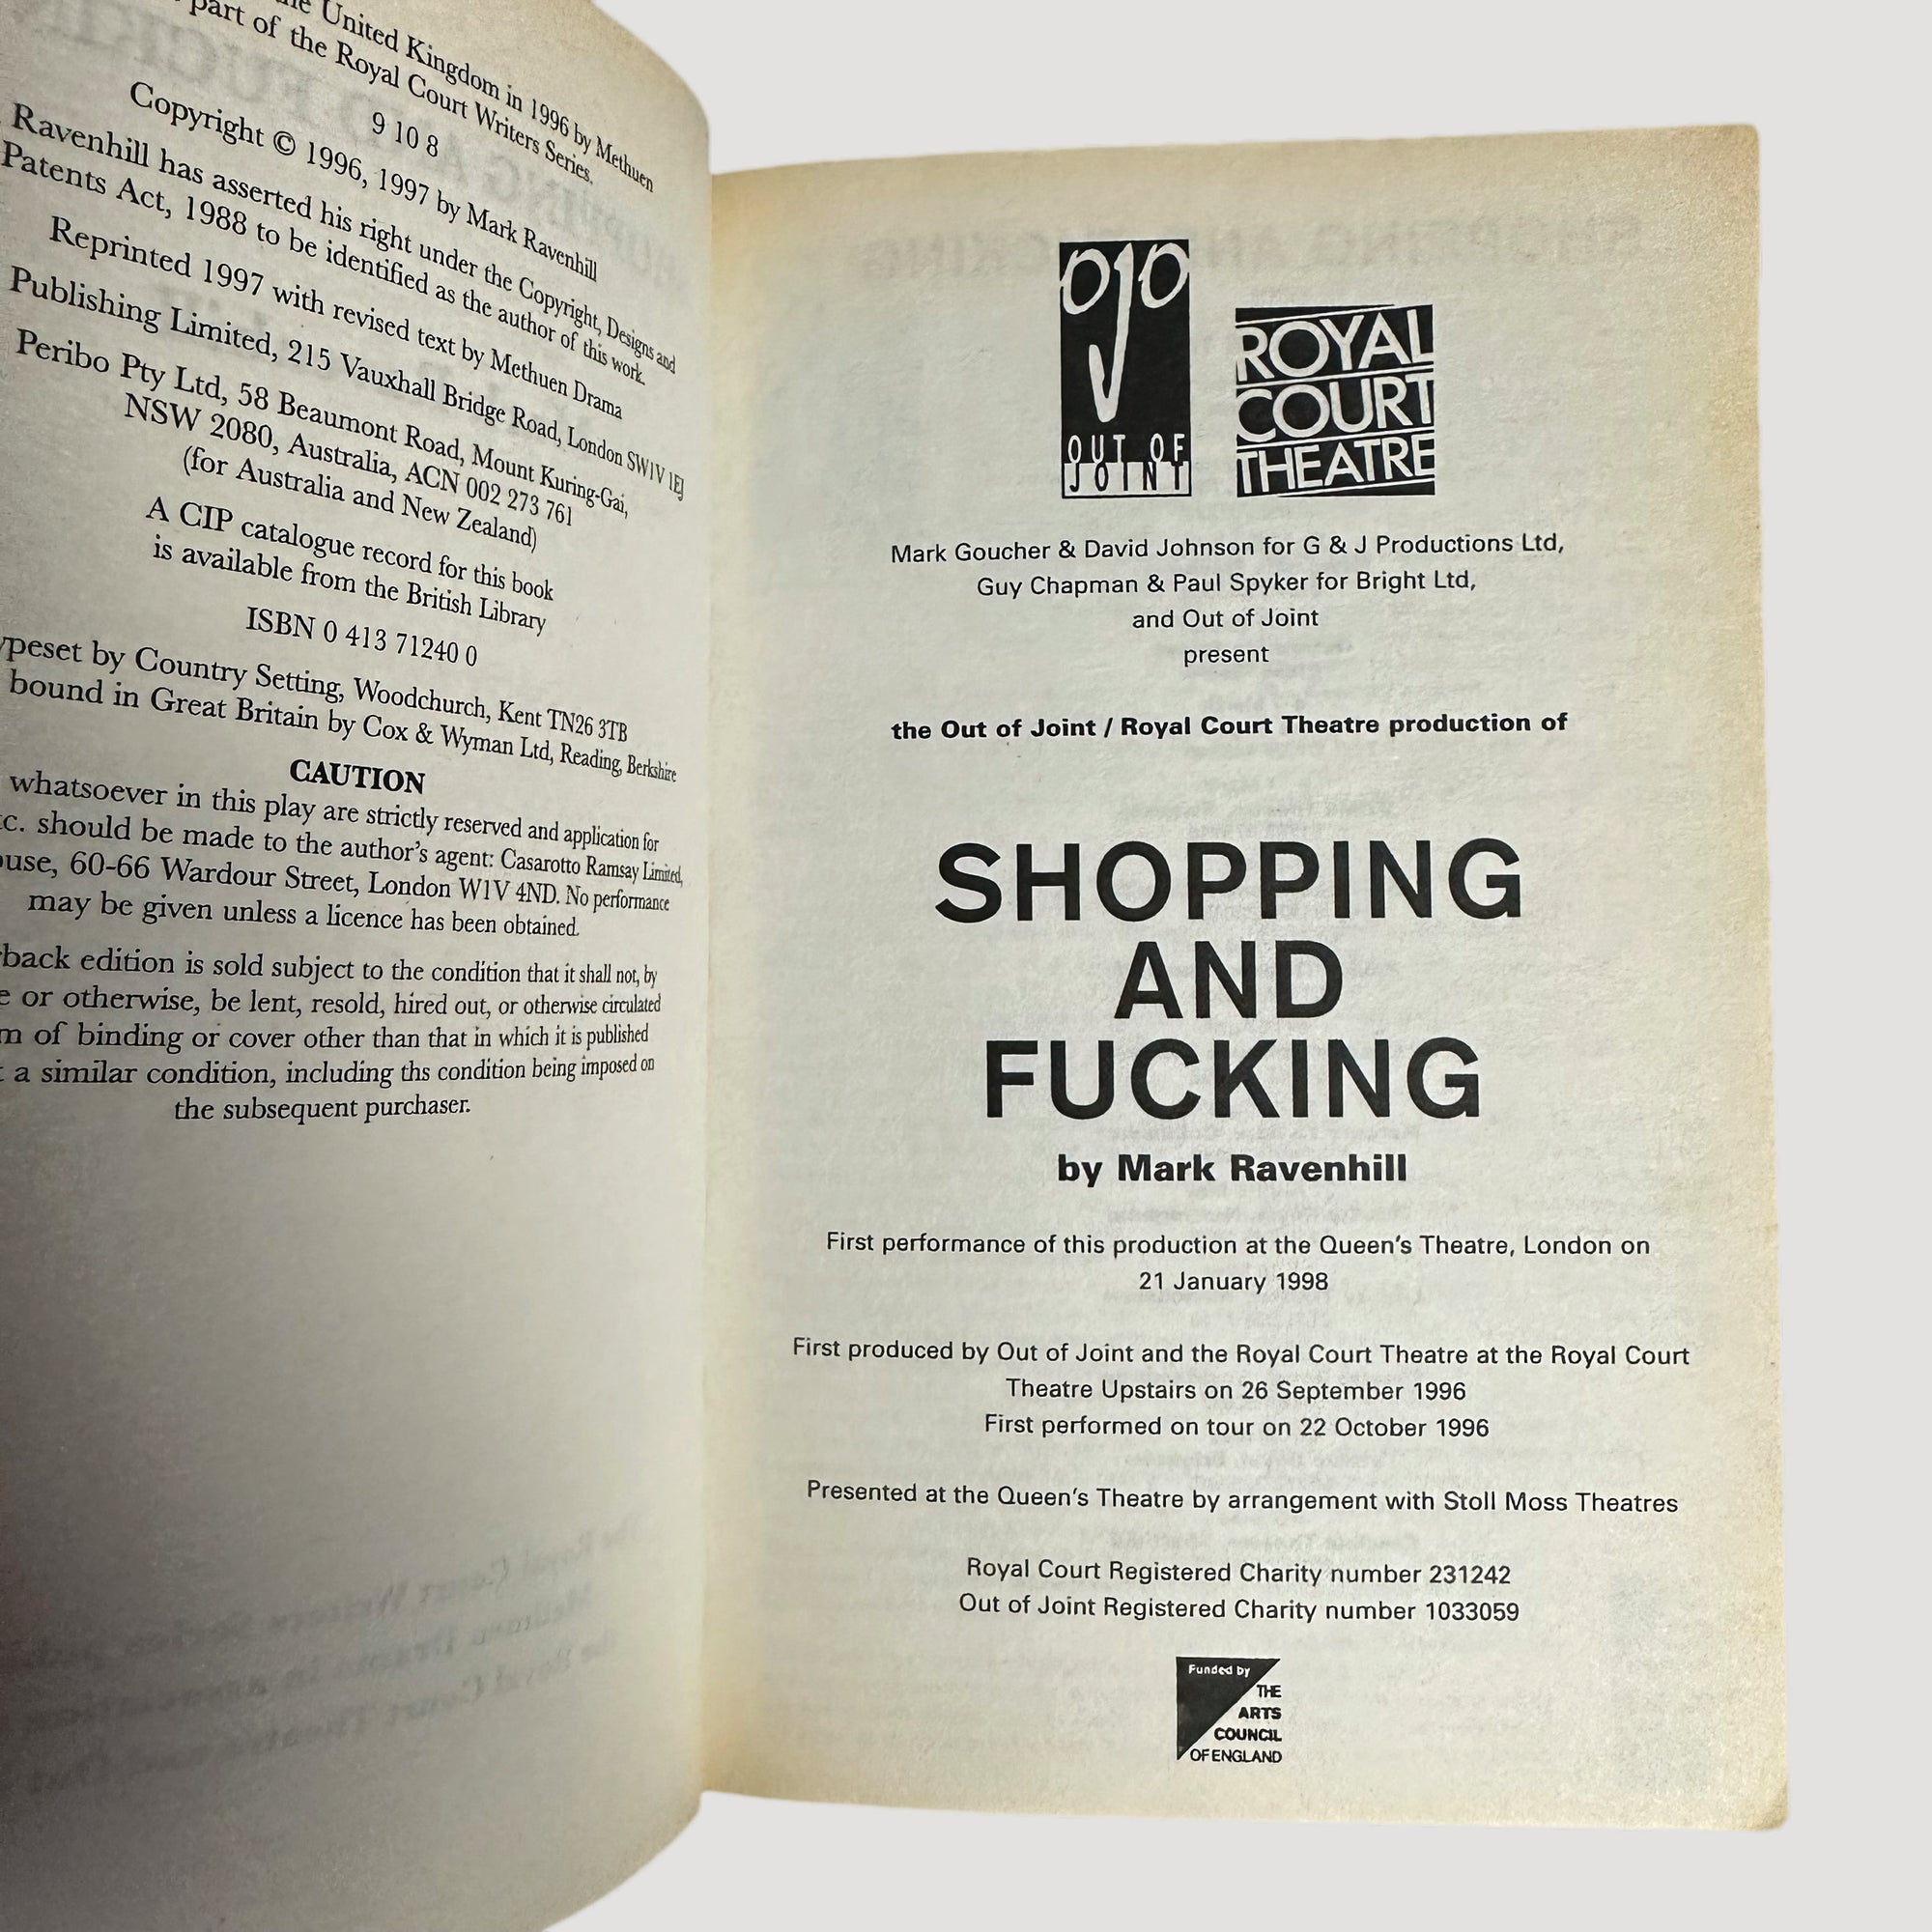 the United Kingdom in 1996 by Methuen
part of the Royal Court Writers Series.
9 10 8
Copyright © 1996, 1997 by Mark Ravenhill
Ravenhill has asserted his right under the Copyright, Designs and
Patents Act, 1988 to be identified as the author of this work.
Reprinted 1997 with revised text by Methuen Drama
Publishing Limited, 215 Vauxhall Bridge Road, London SW1V 1EJ
Peribo Pty Ltd, 58 Beaumont Road, Mount Kuring-Gai,
NSW 2080, Australia, ACN 002 273 761
(for Australia and New Zealand)
A CIP catalogue record for this book
is available from the British Library
ISBN 0 413 71240 0
ypeset by Country Setting, Woodchurch, Kent TN26 3TB
bound in Great Britain by Cox & Wyman Ltd, Reading, Berkshire
CAUTION
whatsoever in this play are strictly reserved and application for
tc. should be made to the author's agent: Casarotto Ramsay Limited,
ouse, 60-66 Wardour Street, London W1V 4ND. No performance
may be given unless a licence has been obtained.
back edition is sold subject to the condition that it shall not, by
e or otherwise, be lent, resold, hired out, or otherwise circulated
m of binding or cover other than that in which it is published
t a similar condition, including ths condition being imposed on
the subsequent purchaser.
OJO
OUT OF
JOINT
ROYAL
COURT
THEATRE
Mark Goucher & David Johnson for G & J Productions Ltd,
Guy Chapman & Paul Spyker for Bright Ltd,
and Out of Joint
present
the Out of Joint / Royal Court Theatre production of
SHOPPING
AND
FUCKING
by Mark Ravenhill
First performance of this production at the Queen's Theatre, London on
21 January 1998
First produced by Out of Joint and the Royal Court Theatre at the Royal Court
Theatre Upstairs on 26 September 1996
First performed on tour on 22 October 1996
Presented at the Queen's Theatre by arrangement with Stoll Moss Theatres
Royal Court Registered Charity number 231242
Out of Joint Registered Charity number 1033059
Funded by
THE
ARTS
COUNCIL
OF ENGLAND